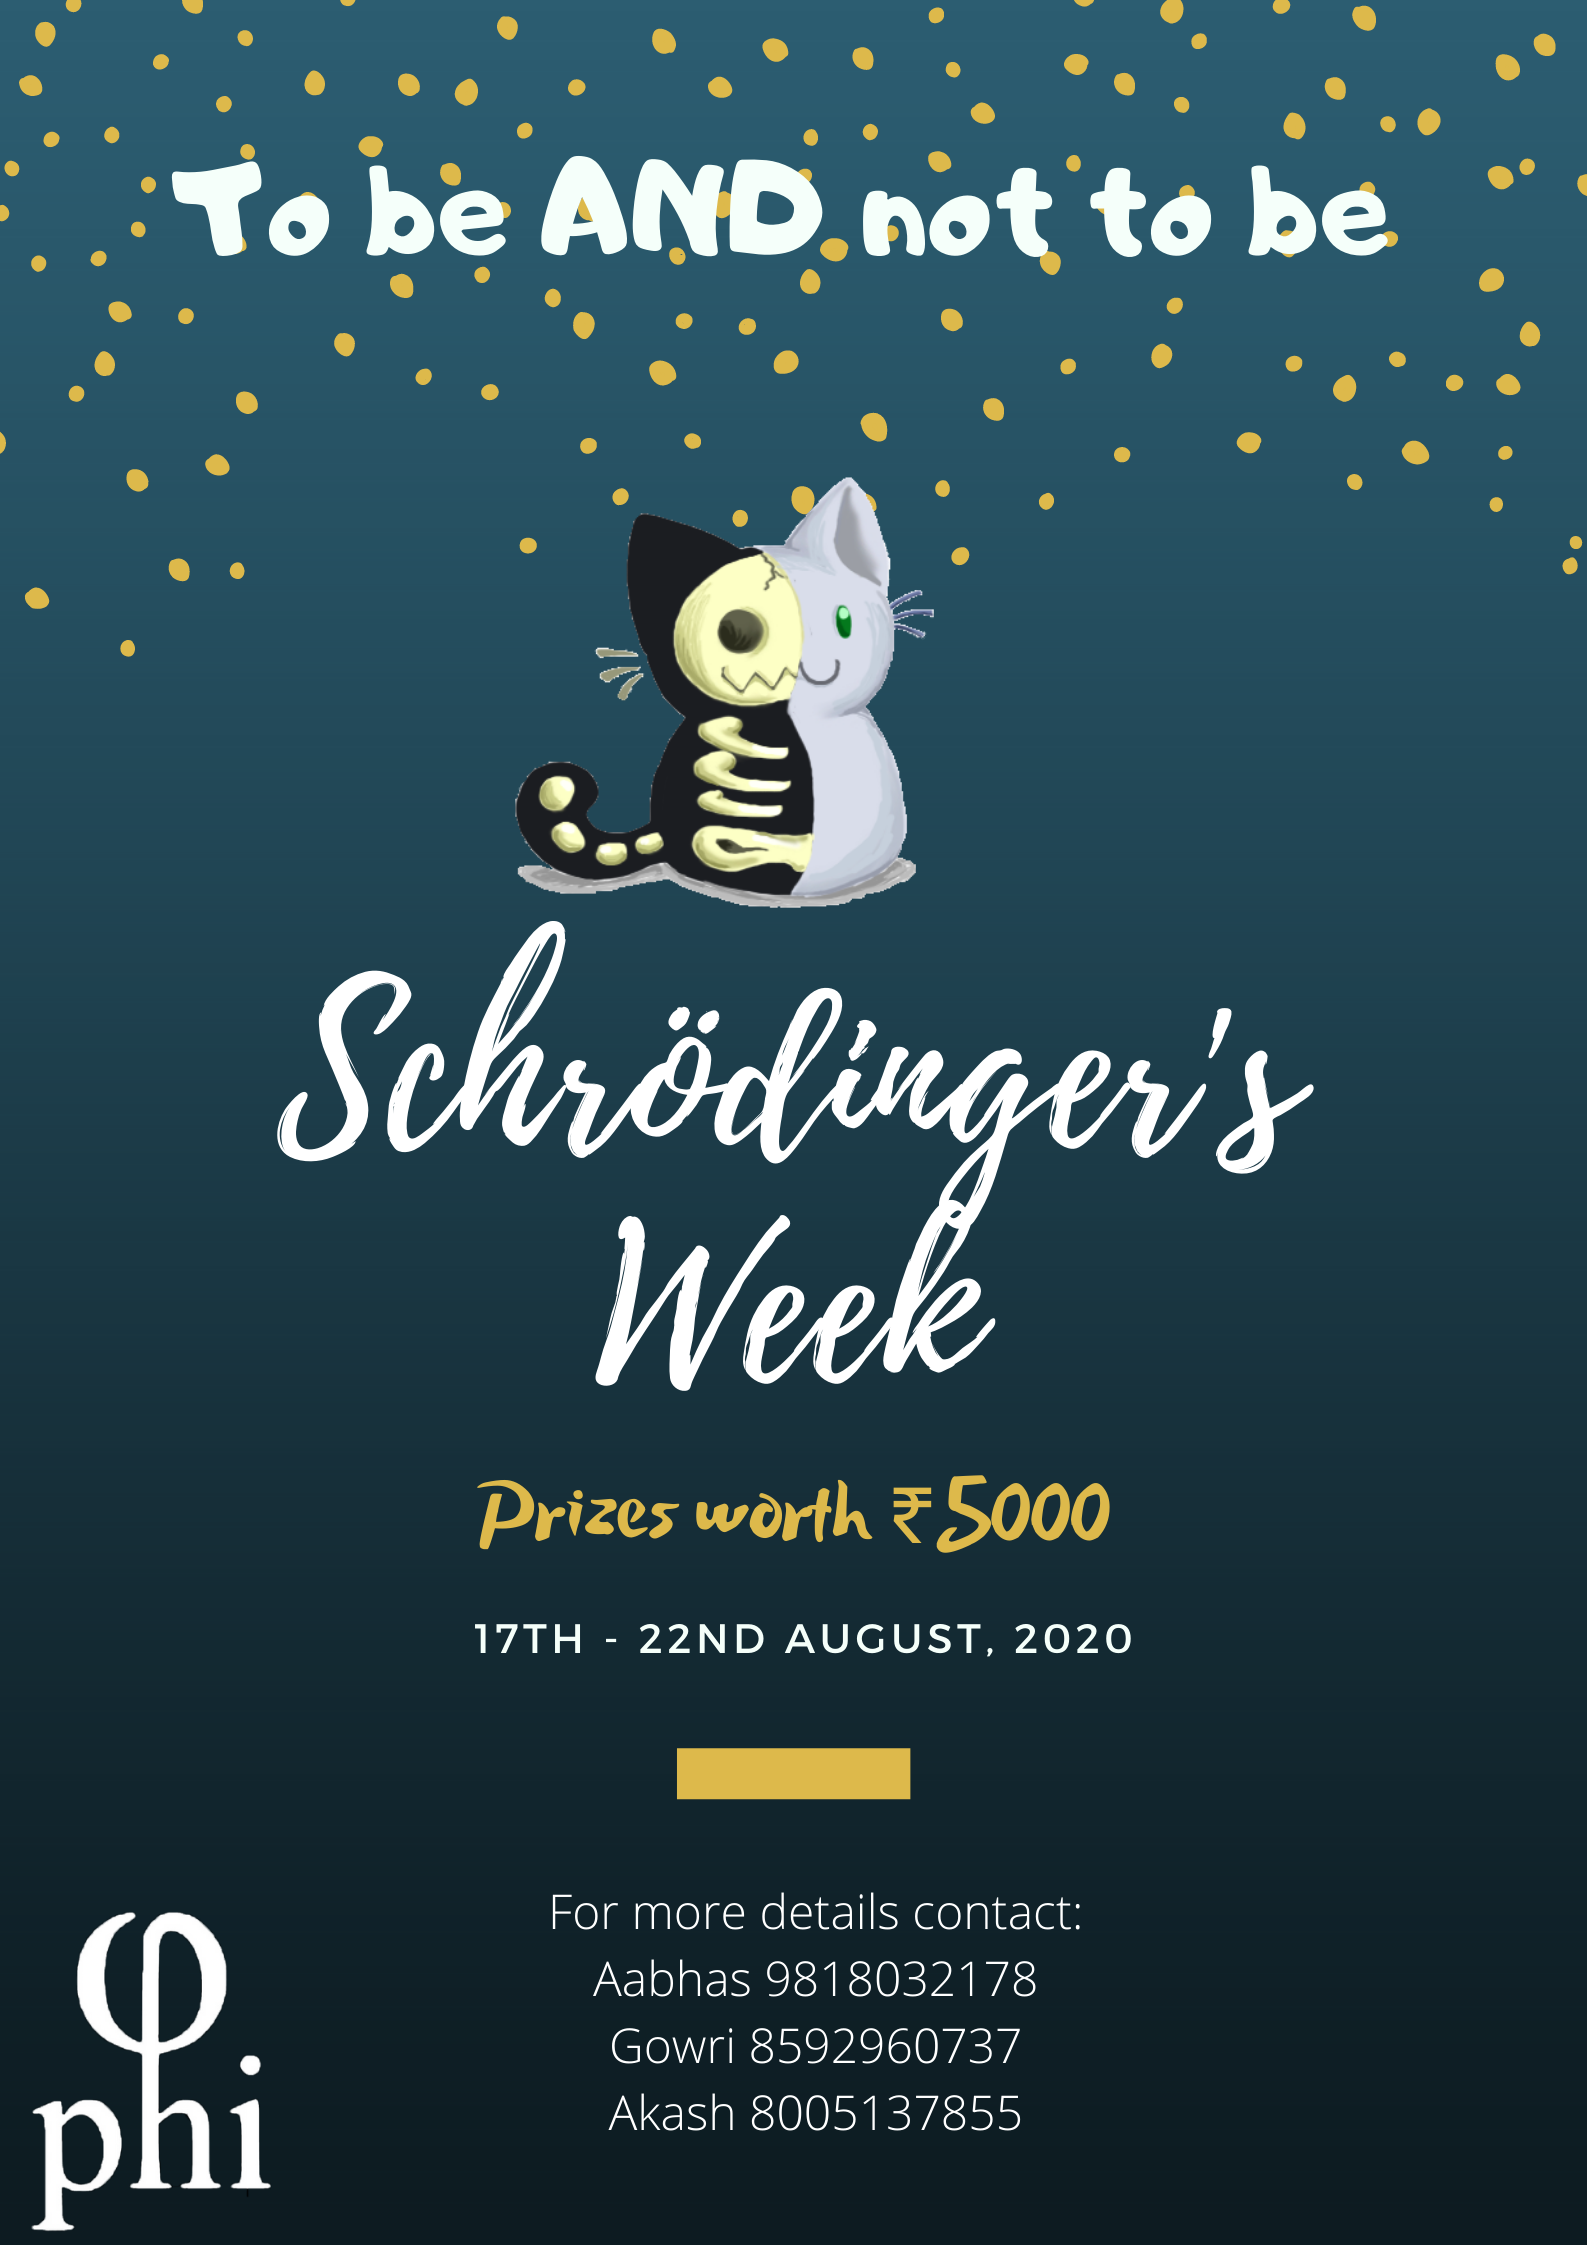 To be AND not to be
Schrödinger's
Week
Prizes worth ₹5000
17TH - 22ND AUGUST, 2020
For more details contact:
Aabhas 9818032178
Gowri 8592960737
Akash 8005137855
φ
phi